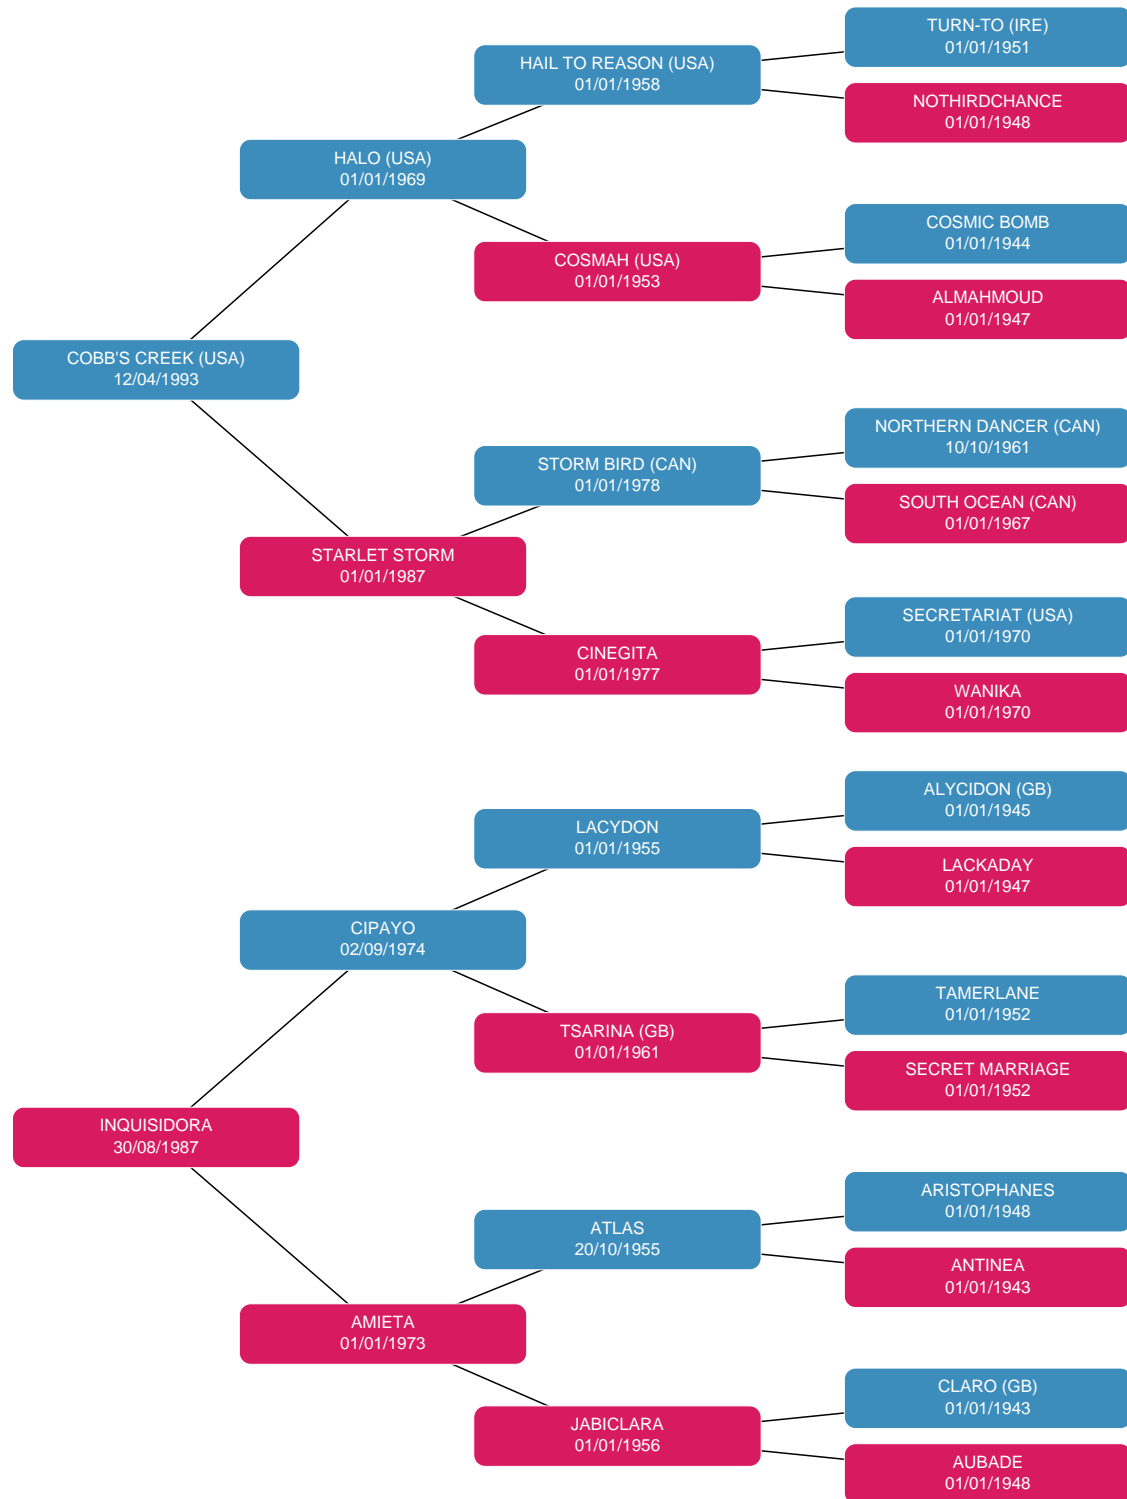 TURN-TO (IRE)
01/01/1951
HAIL TO REASON (USA)
01/01/1958
NOTHIRDCHANCE
01/01/1948
HALO (USA)
01/01/1969
COSMIC BOMB
01/01/1944
COSMAH (USA)
01/01/1953
ALMAHMOUD
01/01/1947
COBB'S CREEK (USA)
12/04/1993
NORTHERN DANCER (CAN)
10/10/1961
STORM BIRD (CAN)
01/01/1978
SOUTH OCEAN (CAN)
01/01/1967
STARLET STORM
01/01/1987
SECRETARIAT (USA)
01/01/1970
CINEGITA
01/01/1977
WANIKA
01/01/1970
ALYCIDON (GB)
01/01/1945
LACYDON
01/01/1955
LACKADAY
01/01/1947
CIPAYO
02/09/1974
TAMERLANE
01/01/1952
TSARINA (GB)
01/01/1961
SECRET MARRIAGE
01/01/1952
INQUISIDORA
30/08/1987
ARISTOPHANES
01/01/1948
ATLAS
20/10/1955
ANTINEA
01/01/1943
AMIETA
01/01/1973
CLARO (GB)
01/01/1943
JABICLARA
01/01/1956
AUBADE
01/01/1948